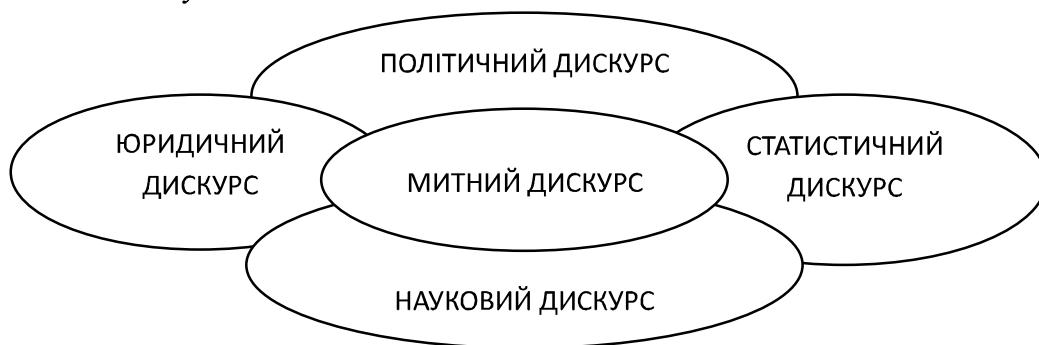 ПОЛІТИЧНИЙ ДИСКУРС
ЮРИДИЧНИЙ
ДИСКУРС
МИТНИЙ ДИСКУРС
СТАТИСТИЧНИЙ
ДИСКУРС
НАУКОВИЙ ДИСКУРС